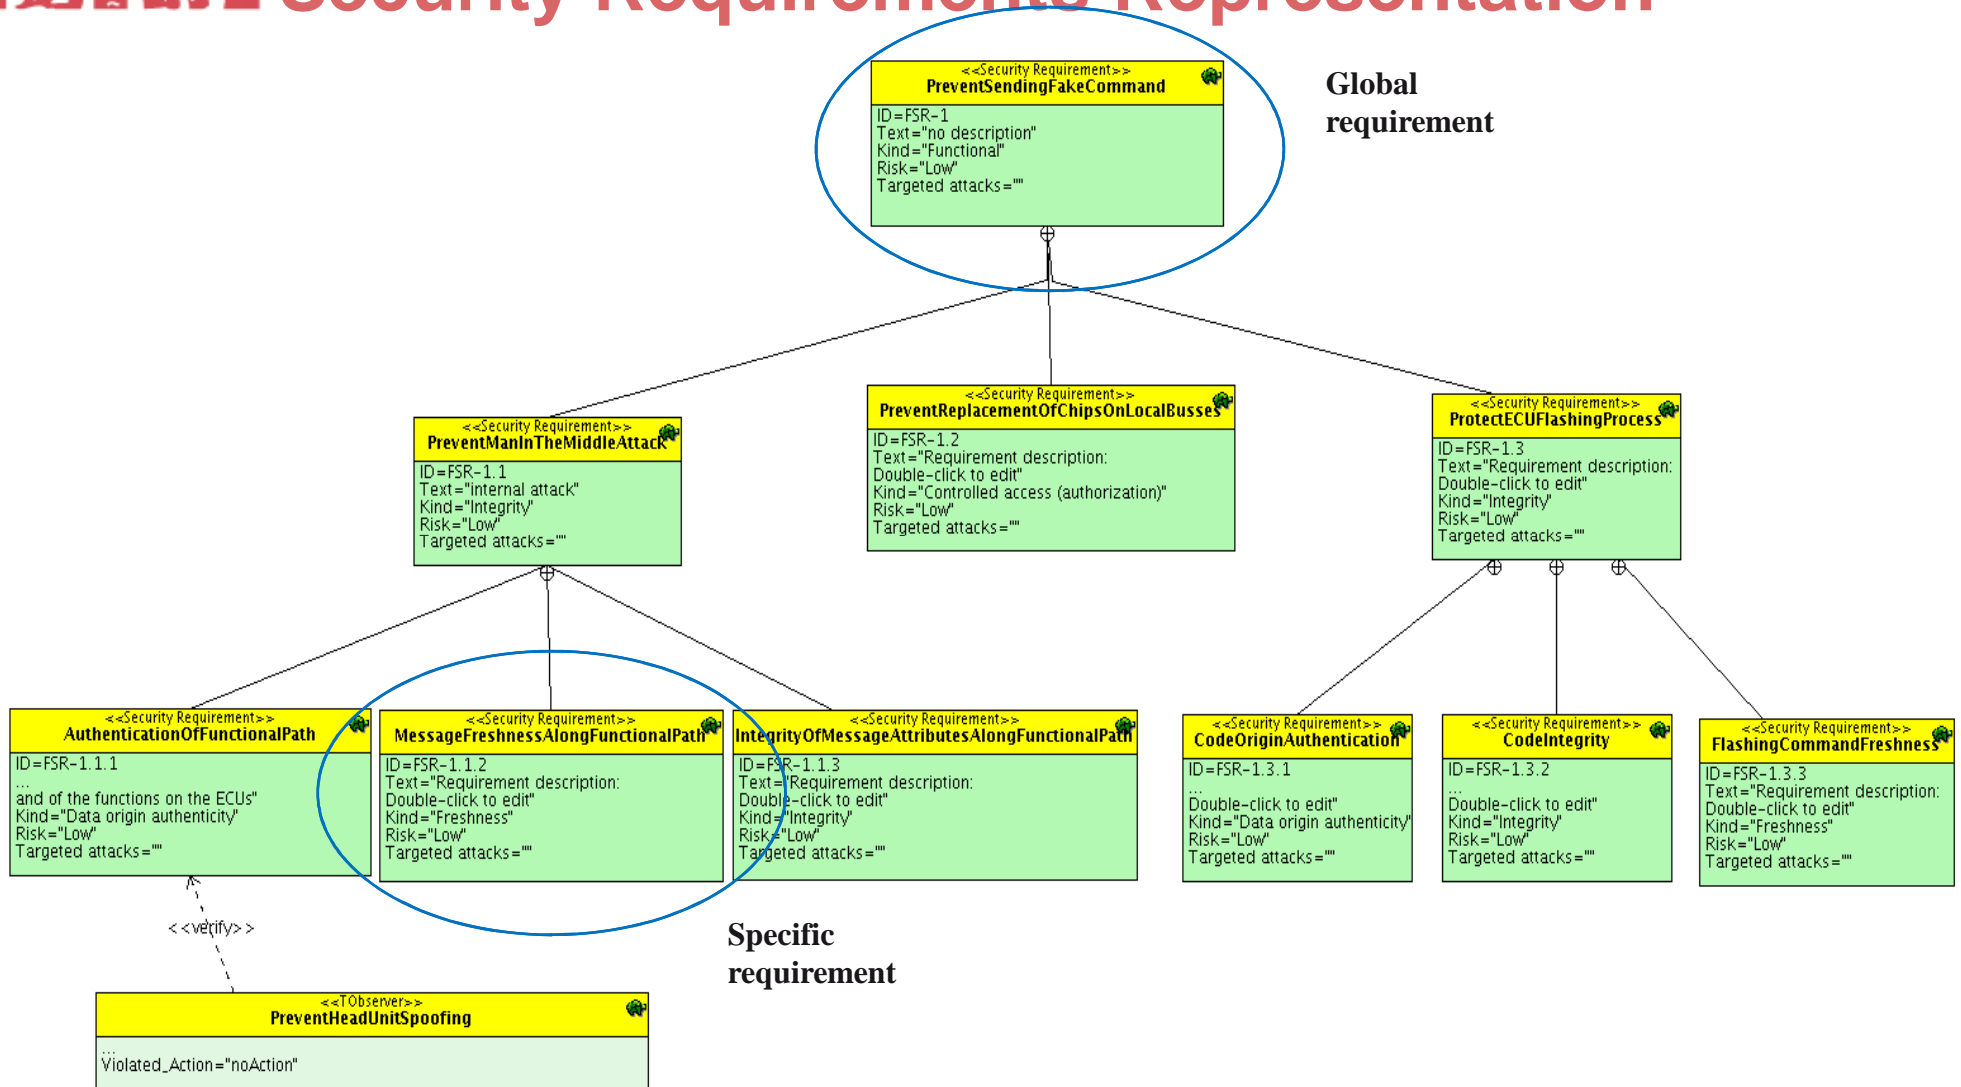 Security Requirements Representation
<<Security Requirement>>
PreventSendingFakeCommand
ID=FSR-1
Text="no description"
Kind="Functional"
Risk="Low"
Targeted attacks=""
Global
requirement
<<Security Requirement>>
PreventManInTheMiddleAttack
ID=FSR-1.1
Text="internal attack"
Kind="Integrity"
Risk="Low"
Targeted attacks=""
<<Security Requirement>>
PreventReplacementOfChipsOnLocalBusses
ID=FSR-1.2
Text="Requirement description:
Double-click to edit"
Kind="Controlled access (authorization)"
Risk="Low"
Targeted attacks=""
<<Security Requirement>>
ProtectECUFlashingProcess
ID=FSR-1.3
Text="Requirement description:
Double-click to edit"
Kind="Integrity"
Risk="Low"
Targeted attacks=""
<<Security Requirement>>
AuthenticationOfFunctionalPath
ID=FSR-1.1.1
...
and of the functions on the ECUs"
Kind="Data origin authenticity"
Risk="Low"
Targeted attacks=""
<<Security Requirement>>
MessageFreshnessAlongFunctionalPath
ID=FSR-1.1.2
Text="Requirement description:
Double-click to edit"
Kind="Freshness"
Risk="Low"
Targeted attacks=""
<<Security Requirement>>
IntegrityOfMessageAttributesAlongFunctionalPath
ID=FSR-1.1.3
Text="Requirement description:
Double-click to edit"
Kind="Integrity"
Risk="Low"
Targeted attacks=""
<<Security Requirement>>
CodeOriginAuthentication
ID=FSR-1.3.1
...
Double-click to edit"
Kind="Data origin authenticity"
Risk="Low"
Targeted attacks=""
<<Security Requirement>>
CodeIntegrity
ID=FSR-1.3.2
...
Double-click to edit"
Kind="Integrity"
Risk="Low"
Targeted attacks=""
<<Security Requirement>>
FlashingCommandFreshness
ID=FSR-1.3.3
Text="Requirement description:
Double-click to edit"
Kind="Freshness"
Risk="Low"
Targeted attacks=""
<<verify>>
Specific
requirement
<<TObserver>>
PreventHeadUnitSpoofing
...
Violated_Action="noAction"